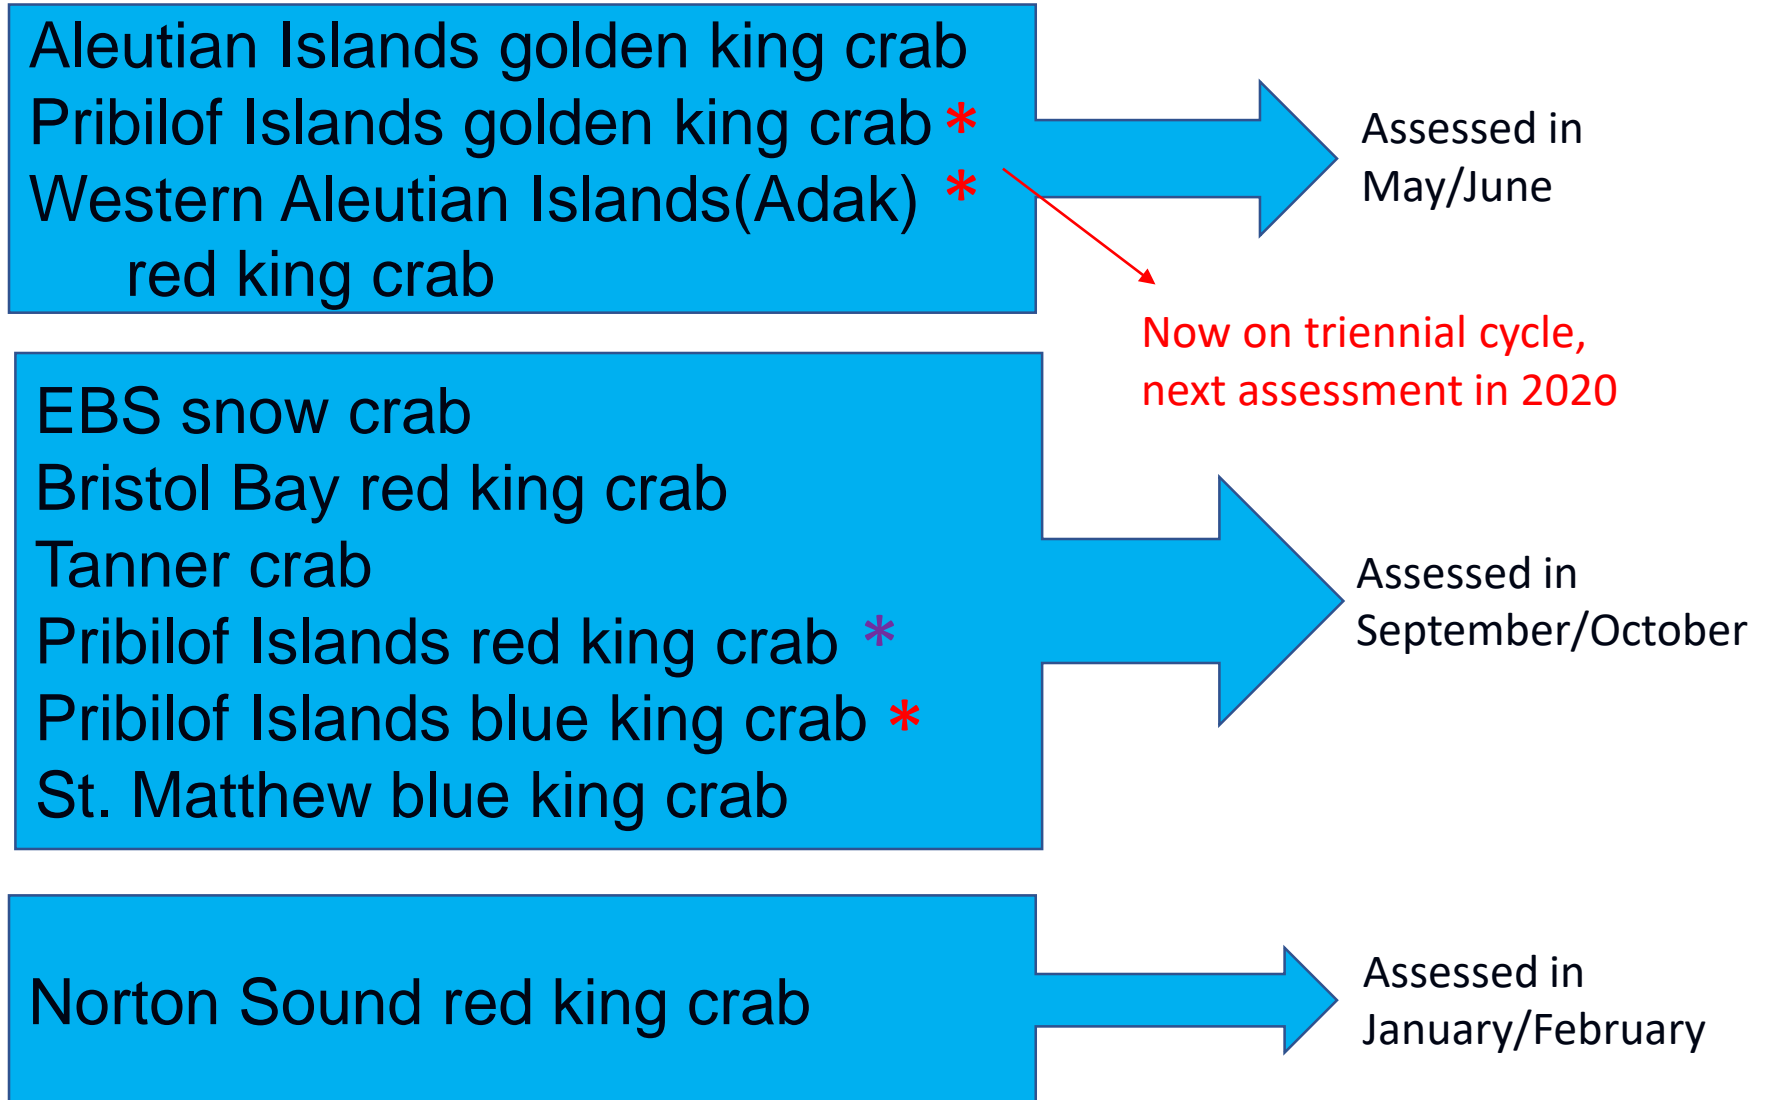 Aleutian Islands golden king crab
Pribilof Islands golden king crab *
Western Aleutian Islands(Adak) *
red king crab
Assessed in
May/June
Now on triennial cycle,
next assessment in 2020
EBS snow crab
Bristol Bay red king crab
Tanner crab
Pribilof Islands red king crab *
Pribilof Islands blue king crab *
St. Matthew blue king crab
Assessed in
September/October
Norton Sound red king crab
Assessed in
January/February